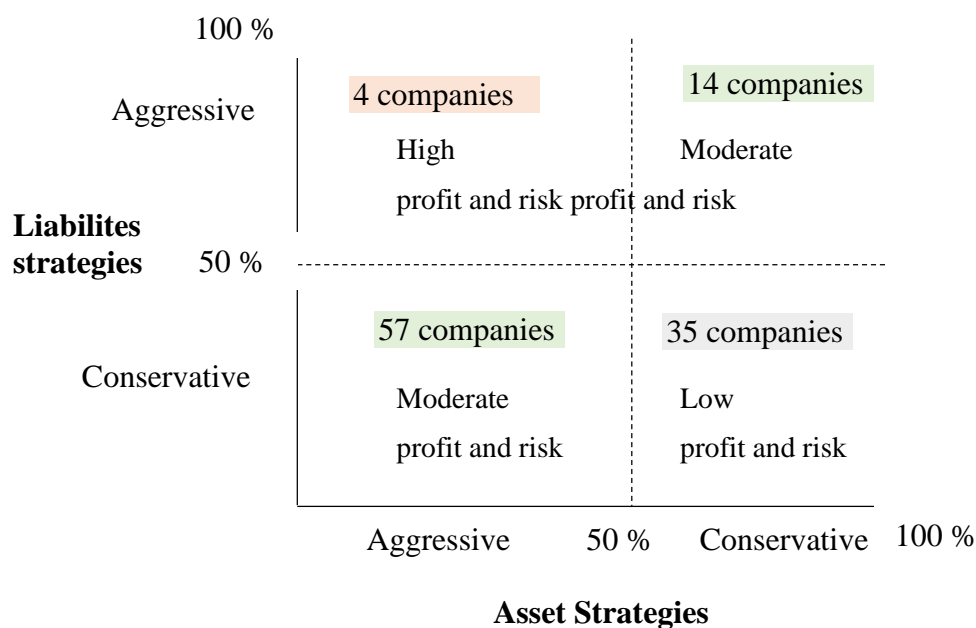 100 %
Aggressive
4 companies
14 companies
High
Moderate
profit and risk profit and risk
Liabilites
strategies
50 %
57 companies
35 companies
Conservative
Moderate
Low
profit and risk
profit and risk
Aggressive
50 %
Conservative
100 %
Asset Strategies